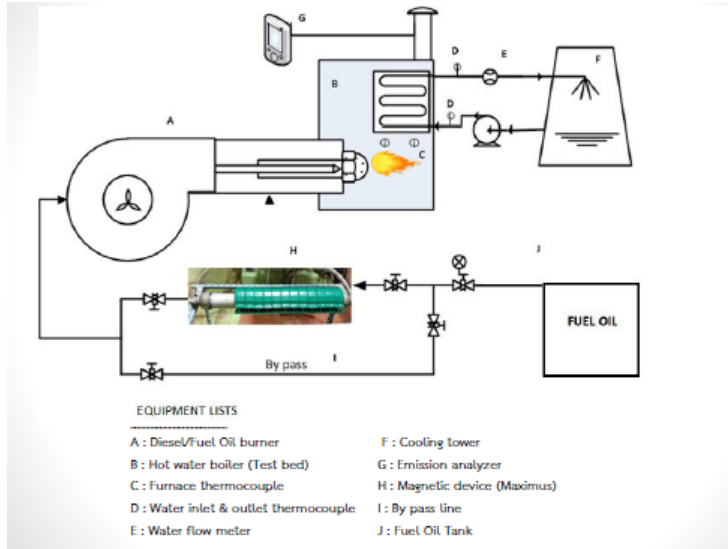 G
D
E
F
B
A
D
C
H
J
FUEL OIL
By pass
I
EQUIPMENT LISTS
A : Diesel/Fuel Oil burner
F : Cooling tower
B : Hot water boiler (Test bed)
G : Emission analyzer
C : Furnace thermocouple
H : Magnetic device (Maximus)
D : Water inlet & outlet thermocouple
I : By pass line
E : Water flow meter
J : Fuel Oil Tank